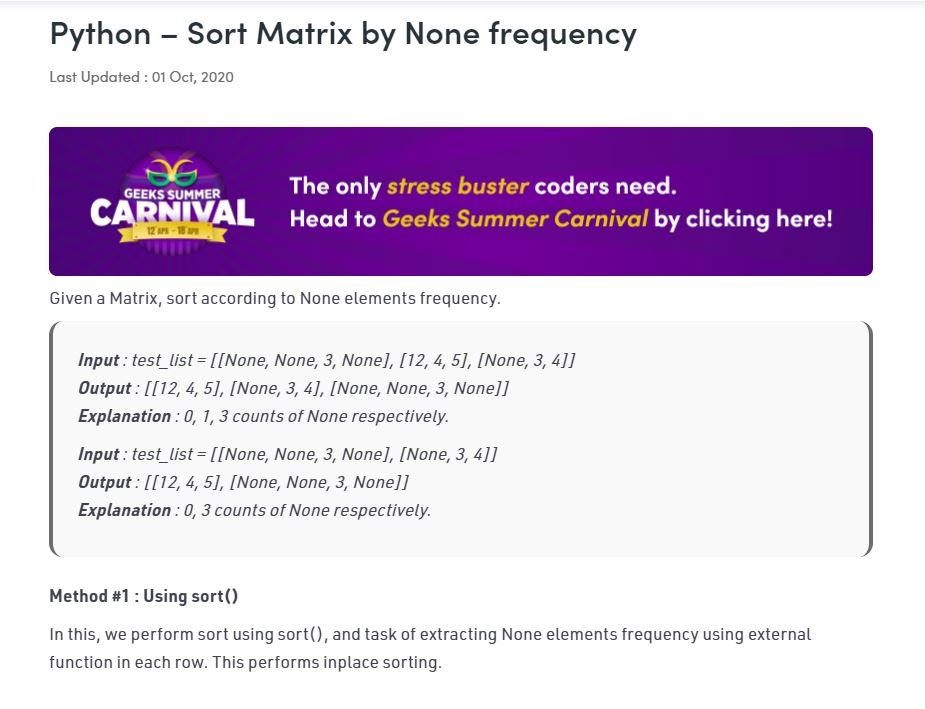 Python – Sort Matrix by None frequency
Last Updated : 01 Oct, 2020
GEEKS SUMMER
CARNIVAL
12 APR - 18 APR
The only stress buster coders need.
Head to Geeks Summer Carnival by clicking here!
Given a Matrix, sort according to None elements frequency.
Input : test_list = [[None, None, 3, None], [12, 4, 5], [None, 3, 4]]
Output : [[12, 4, 5], [None, 3, 4], [None, None, 3, None]]
Explanation : 0, 1, 3 counts of None respectively.
Input : test_list = [[None, None, 3, None], [None, 3, 4]]
Output : [[12, 4, 5], [None, None, 3, None]]
Explanation : 0, 3 counts of None respectively.
Method #1 : Using sort()
In this, we perform sort using sort(), and task of extracting None elements frequency using external
function in each row. This performs inplace sorting.